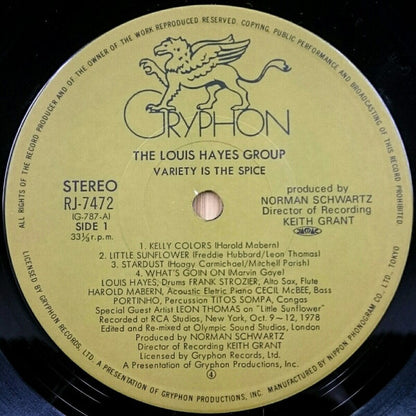 ALL RIGHTS OF THE RECORD PRODUCER AND OF THE OWNER OF THE WORK REPRODUCED RESERVED. COPYING, PUBLIC PERFORMANCE AND BROADCASTING OF THIS RECORD PROHIBITED.
GRYPHON
THE LOUIS HAYES GROUP
VARIETY IS THE SPICE
STEREO
RJ-7472
(G-787-A)
SIDE 1
33⅓ r.p.m.
produced by
NORMAN SCHWARTZ
Director of Recording
KEITH GRANT
1. KELLY COLORS (Harold Mabern)
2. LITTLE SUNFLOWER (Freddie Hubbard/Leon Thomas)
3. STARDUST (Hoagy Carmichael/Mitchell Parish)
4. WHAT'S GOIN ON (Marvin Gaye)
LOUIS HAYES, Drums FRANK STROZIER, Alto Sax, Flute
HAROLD MABERN, Acoustic Eletric, Piano CECIL McBEE, Bass
PORTINHO, Percussion TITOS SOMPA, Congas
Special Guest Artist LEON THOMAS on "Little Sunflower"
Recorded at RCA Studios, New York, Oct. 9–12, 1978
Edited and Re-mixed at Olympic Sound Studios, London
Produced by NORMAN SCHWARTZ
Director of Recording KEITH GRANT
Licensed by Gryphon Records, Ltd.
A Presentation of Gryphon Productions, Inc.
4
LICENSED BY GRYPHON RECORDS, LTD. A PRESENTATION OF GRYPHON PRODUCTIONS, INC. MANUFACTURED BY NIPPON PHONOGRAM CO. LTD., TOKYO